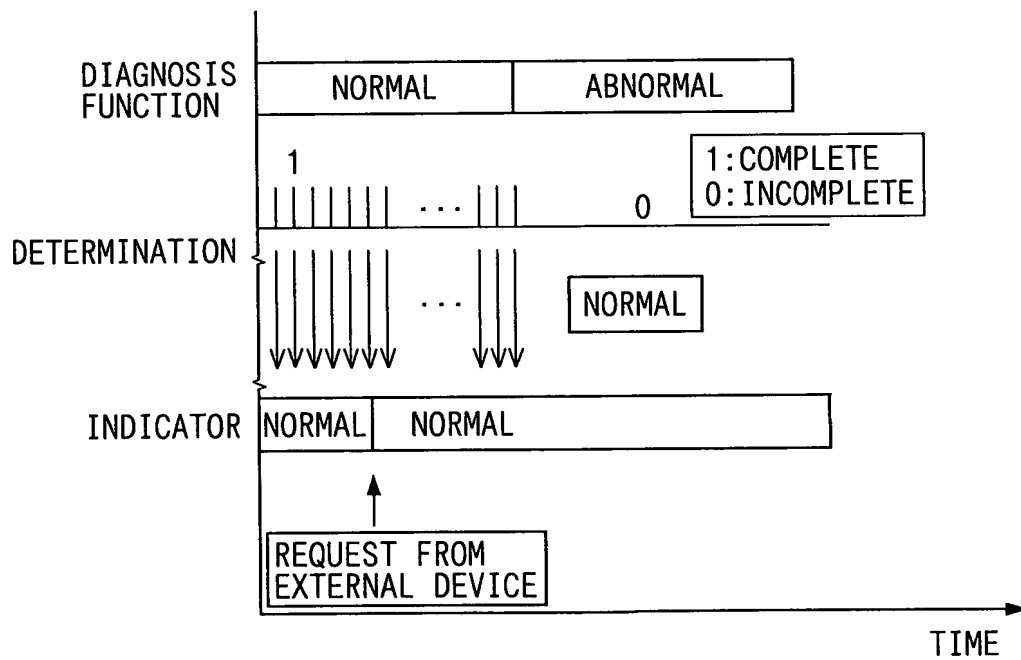 DIAGNOSIS
FUNCTION
NORMAL
ABNORMAL
1
1:COMPLETE
0:INCOMPLETE
...
0
DETERMINATION
...
NORMAL
INDICATOR
NORMAL
NORMAL
REQUEST FROM
EXTERNAL DEVICE
TIME